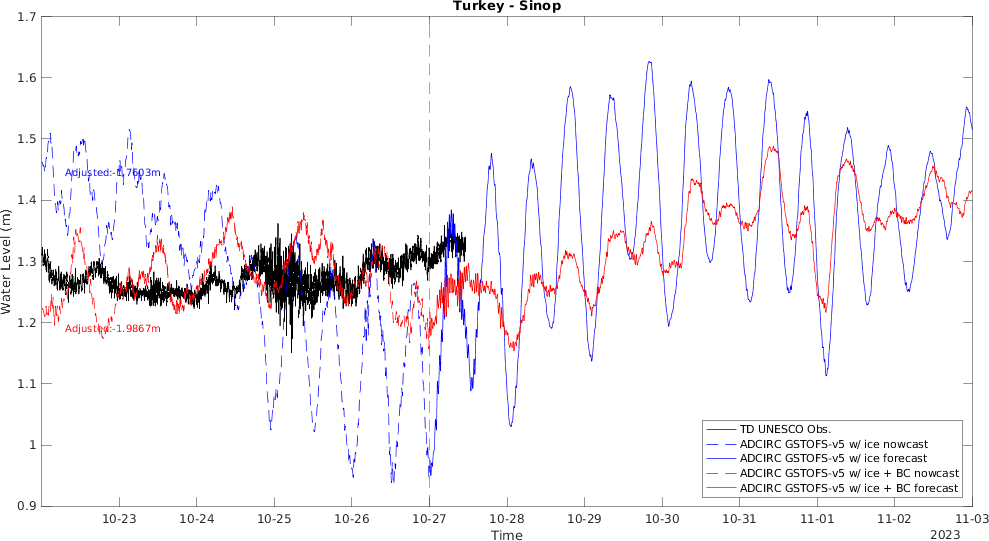 Turkey - Sinop
Water Level (m)
1.7
1.6
1.5
1.4
1.3
1.2
1.1
1
0.9
Adjusted:-1.7603m
Adjusted:-1.9867m
TD UNESCO Obs.
ADCIRC GSTOFS-v5 w/ ice nowcast
ADCIRC GSTOFS-v5 w/ ice forecast
ADCIRC GSTOFS-v5 w/ ice + BC nowcast
ADCIRC GSTOFS-v5 w/ ice + BC forecast
10-23 10-24 10-25 10-26 10-27 10-28 10-29 10-30 10-31 11-01 11-02 11-03
Time
2023